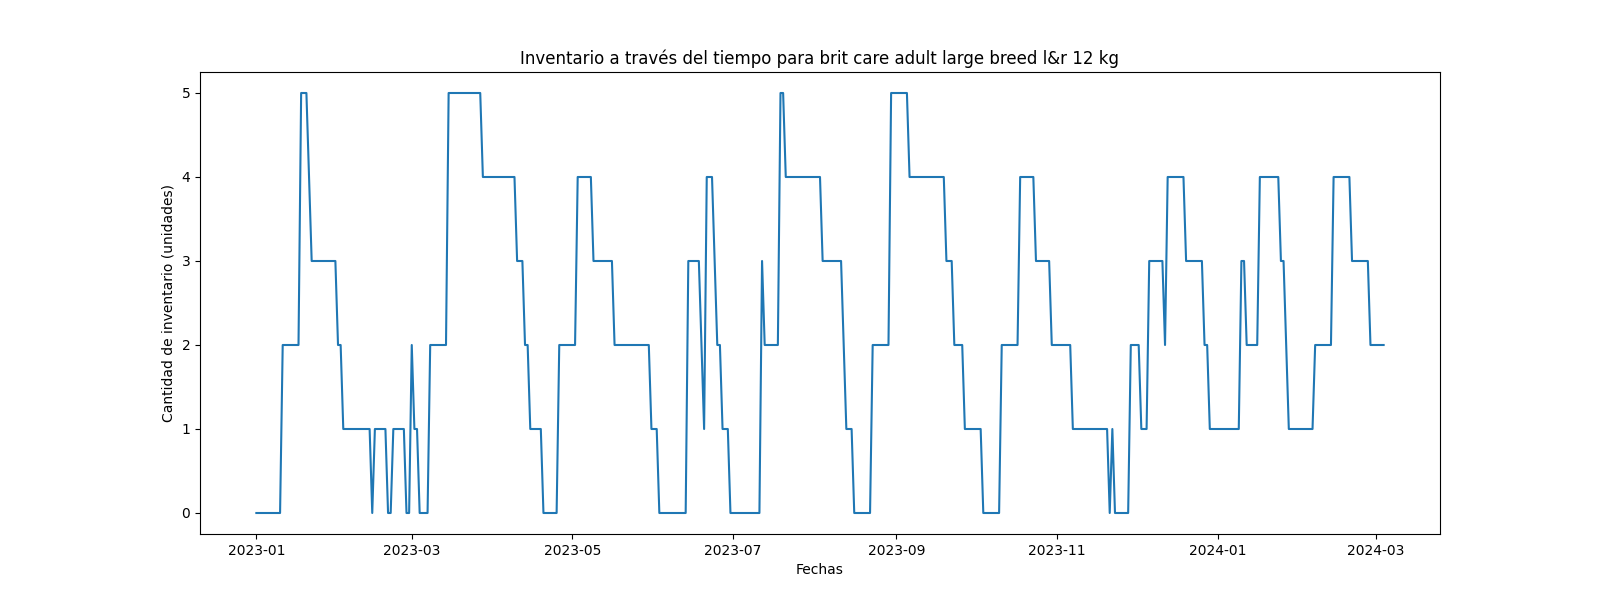 Inventario a través del tiempo para brit care adult large breed l&r 12 kg
Cantidad de inventario (unidades)
5
4
3
2
1
0
2023-01 2023-03 2023-05 2023-07 2023-09 2023-11 2024-01 2024-03
Fechas